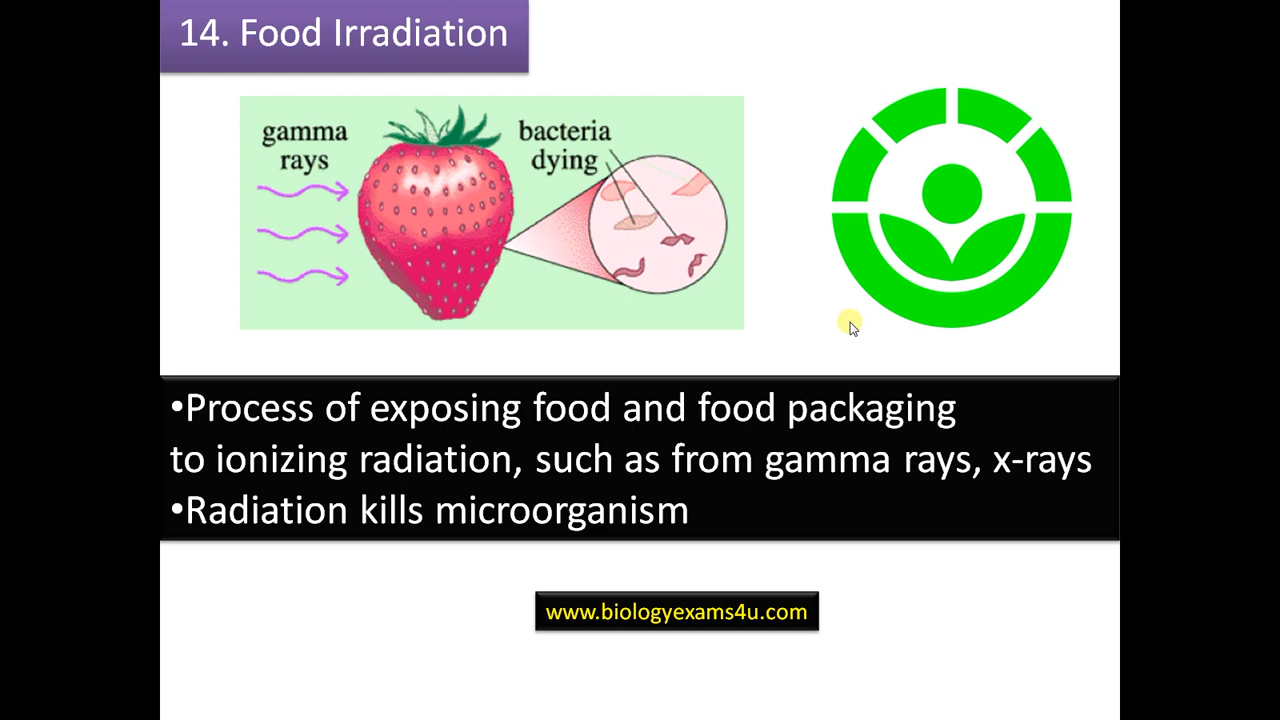 14. Food Irradiation
gamma
rays
bacteria
dying
•Process of exposing food and food packaging
to ionizing radiation, such as from gamma rays, x-rays
•Radiation kills microorganism
www.biologyexams4u.com